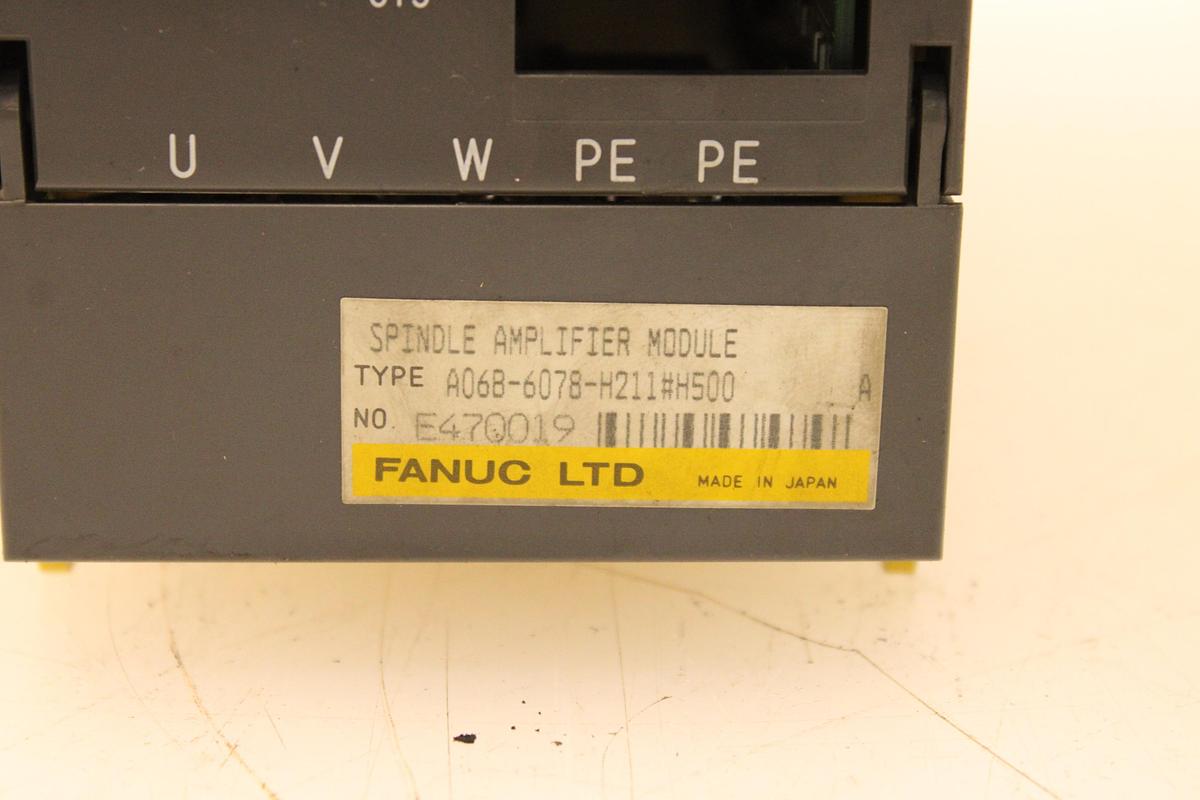 U V W PE PE
SPINDLE AMPLIFIER MODULE
TYPE A06B-6078-H211#H500 A
NO. E470019
FANUC LTD MADE IN JAPAN